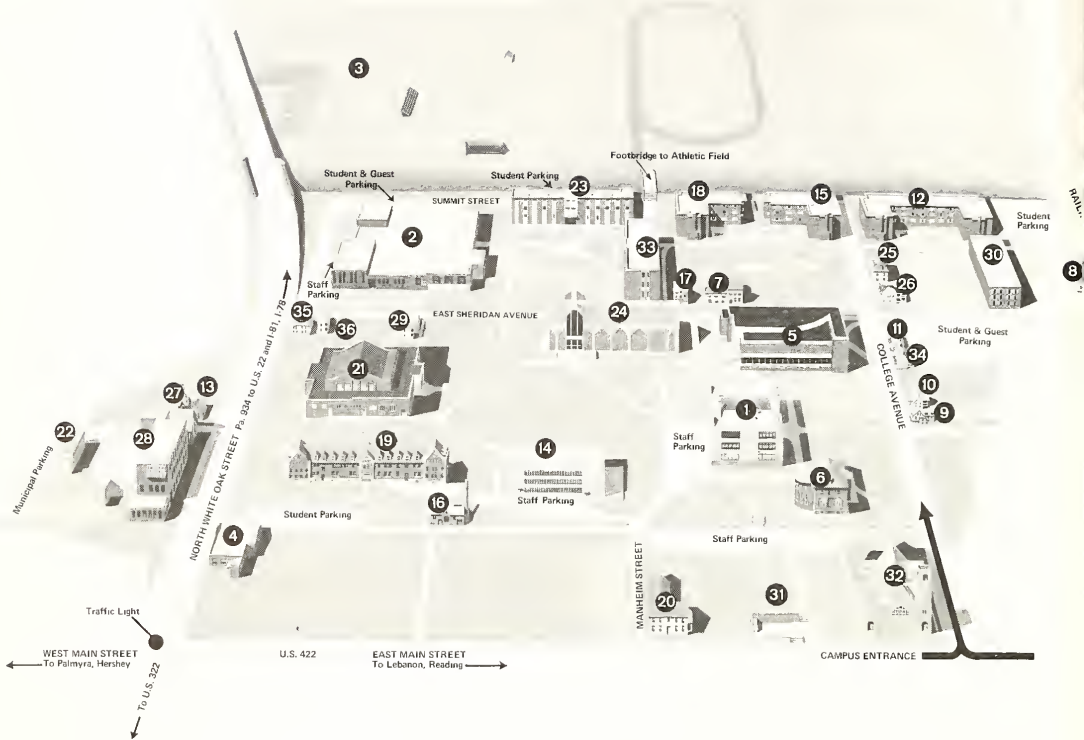 3
Footbridge to Athletic Field
Student & Guest
Parking
Student Parking
23
18
15
12
SUMMIT STREET
Student
Parking
2
33
25
30
8
Staff
Parking
17
7
26
35
36
29
EAST SHERIDAN AVENUE
24
5
11
34
Student & Guest
Parking
21
10
9
COLLEGE AVENUE
27
13
22
28
Municipal Parking
NORTH WHITE OAK STREET Pa. 934 to U.S. 22 and I-81, I-78
19
14
1
Staff
Parking
6
Staff Parking
16
Student Parking
4
Staff Parking
MANHEIM STREET
20
31
32
Traffic Light
WEST MAIN STREET
To Palmyra, Hershey
U.S. 422
EAST MAIN STREET
To Lebanon, Reading
CAMPUS ENTRANCE
To U.S. 322